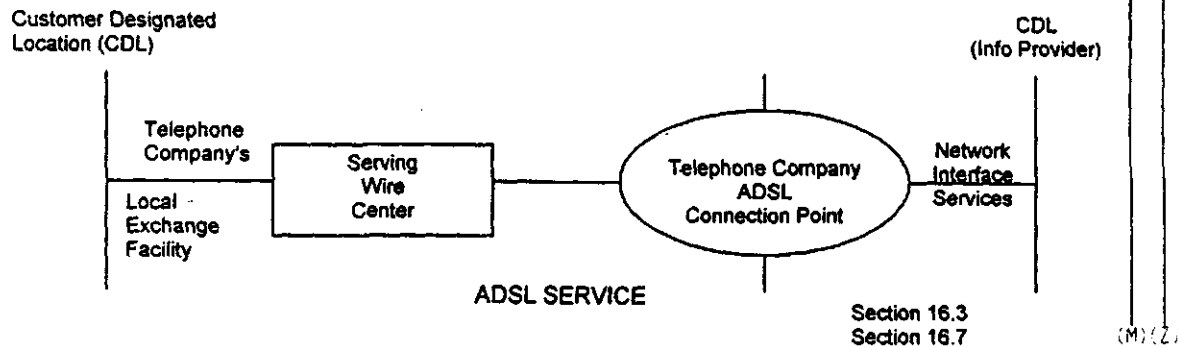 Customer Designated
Location (CDL)
CDL
(Info Provider)
Telephone
Company's
Local
Exchange
Facility
Serving
Wire
Center
Telephone Company
ADSL
Connection Point
Network
Interface
Services
ADSL SERVICE
Section 16.3
Section 16.7
(M)(Z)